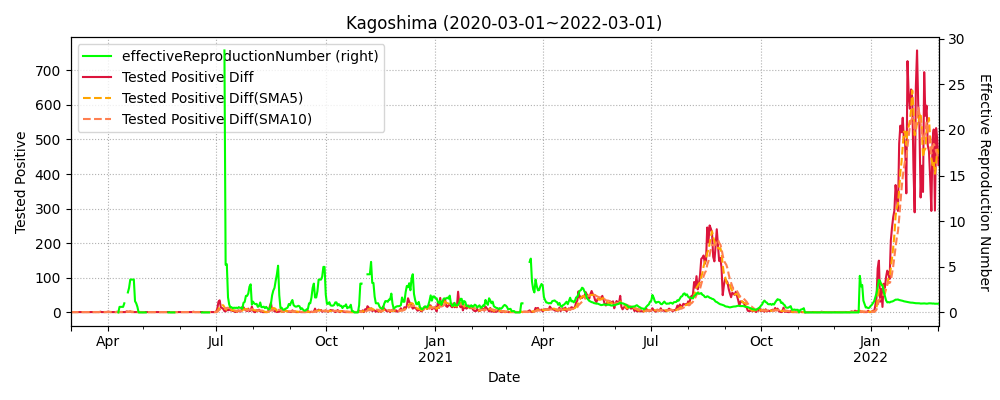 Kagoshima (2020-03-01~2022-03-01)
effectiveReproductionNumber (right)
Tested Positive Diff
Tested Positive Diff(SMA5)
Tested Positive Diff(SMA10)
Tested Positive
700
600
500
400
300
200
100
0
30
25
20
15
10
5
0
Effective Reproduction Number
Apr Jul Oct Jan Apr Jul Oct Jan
2021 2022
Date